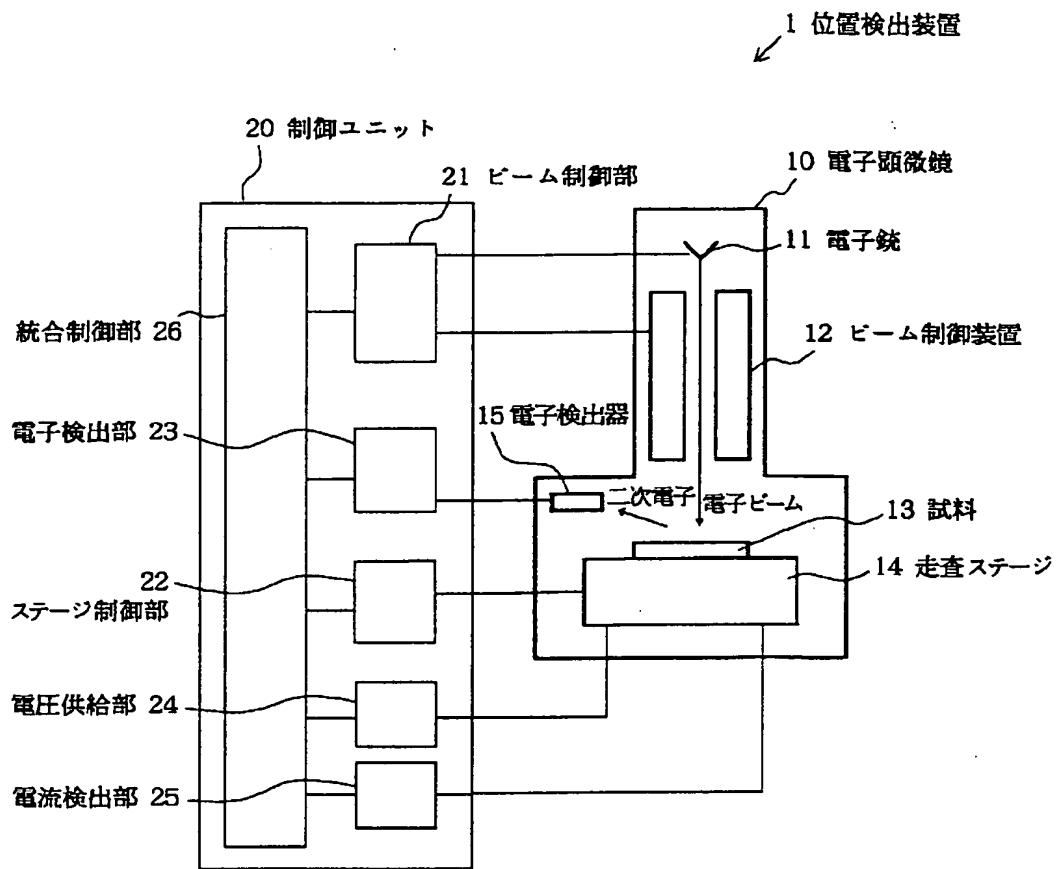 1 位置検出装置
20 制御ユニット
21 ビーム制御部
10 電子顕微鏡
11 電子銃
統合制御部 26
12 ビーム制御装置
電子検出部 23
15 電子検出器
二次電子
電子ビーム
13 試料
22
ステージ制御部
14 走査ステージ
電圧供給部 24
電流検出部 25